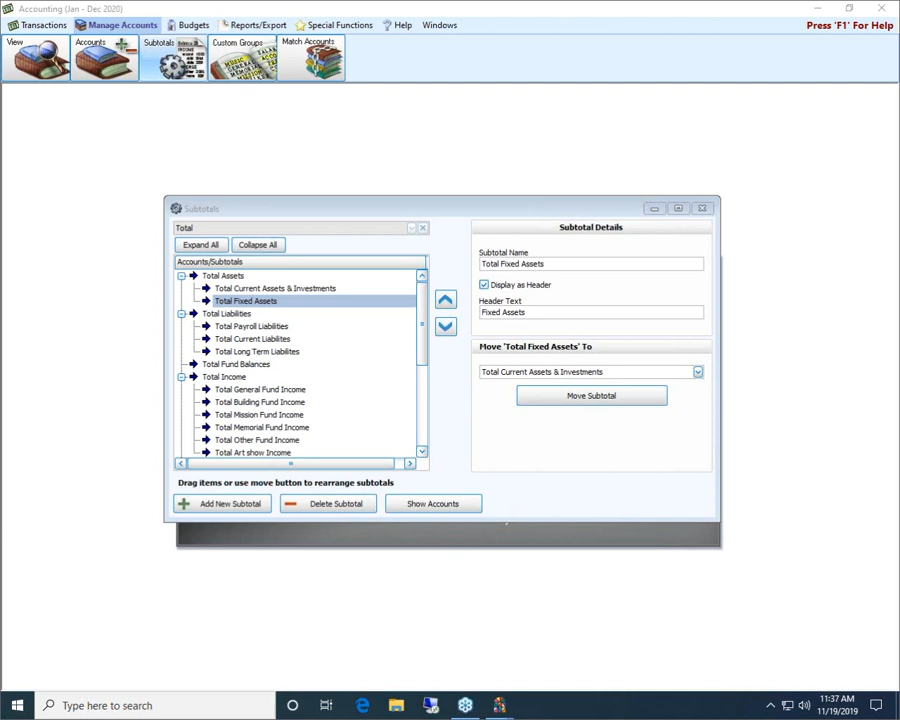 Accounting (Jan - Dec 2020)
Transactions Manage Accounts Budgets Reports/Export Special Functions Help Windows Press 'F1' For Help
View Accounts Subtotals Custom Groups Match Accounts
Subtotals
Total
Expand All Collapse All
Accounts/Subtotals
Total Assets
Total Current Assets & Investments
Total Fixed Assets
Total Liabilities
Total Payroll Liabilities
Total Current Liabilites
Total Long Term Liabilites
Total Fund Balances
Total Income
Total General Fund Income
Total Building Fund Income
Total Mission Fund Income
Total Memorial Fund Income
Total Other Fund Income
Total Art show Income
Drag items or use move button to rearrange subtotals
Add New Subtotal Delete Subtotal Show Accounts
Subtotal Details
Subtotal Name
Total Fixed Assets
Display as Header
Header Text
Fixed Assets
Move 'Total Fixed Assets' To
Total Current Assets & Investments
Move Subtotal
Type here to search
11:37 AM
11/19/2019